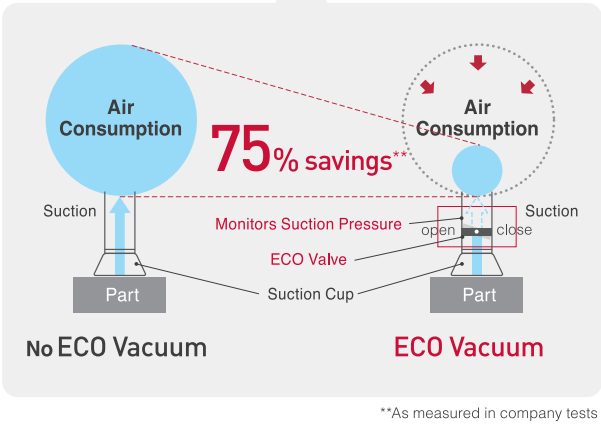 Air
Consumption
75% savings**
Air
Consumption
Suction
Monitors Suction Pressure
open
close
Suction
ECO Valve
Suction Cup
Part
Part
No ECO Vacuum
ECO Vacuum
**As measured in company tests